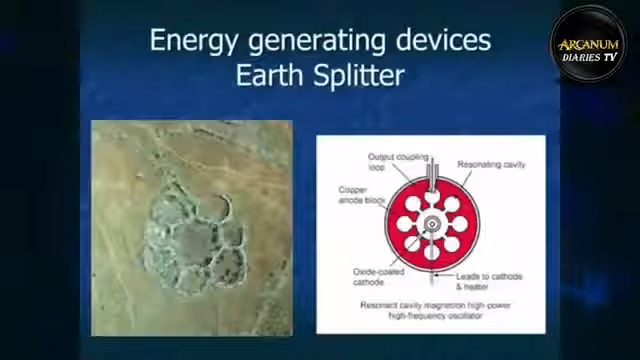 Energy generating devices
Earth Splitter
ARCANUM
DIARIES TV
Output coupling
loop
Resonating cavity
Copper
anode block
Oxide-coated
cathode
Leads to cathode
& heater
Resonant cavity magnetron high-power
high-frequency oscillator